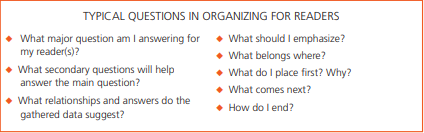 TYPICAL QUESTIONS IN ORGANIZING FOR READERS
◆ What major question am I answering for
my reader(s)?
◆ What secondary questions will help
answer the main question?
◆ What relationships and answers do the
gathered data suggest?
◆ What should I emphasize?
◆ What belongs where?
◆ What do I place first? Why?
◆ What comes next?
◆ How do I end?